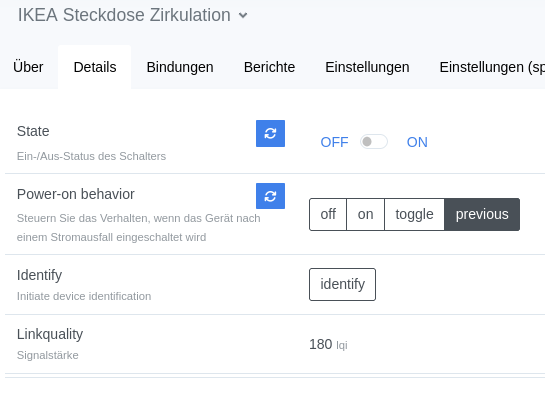 IKEA Steckdose Zirkulation
Über Details Bindungen Berichte Einstellungen Einstellungen (sp
State
Ein-/Aus-Status des Schalters
OFF ON
Power-on behavior
Steuern Sie das Verhalten, wenn das Gerät nach
einem Stromausfall eingeschaltet wird
off on toggle previous
Identify
Initiate device identification
identify
Linkquality
Signalstärke
180 lqi